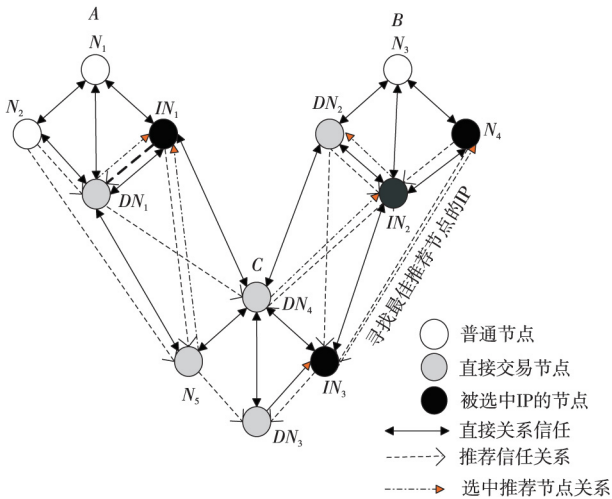 A
B
N1
N3
N2
IN1
DN2
N4
DN1
IN2
寻找最佳推荐节点的IP
C
DN4
N5
IN3
DN3
普通节点
直接交易节点
被选中IP的节点
直接关系信任
推荐信任关系
选中推荐节点关系